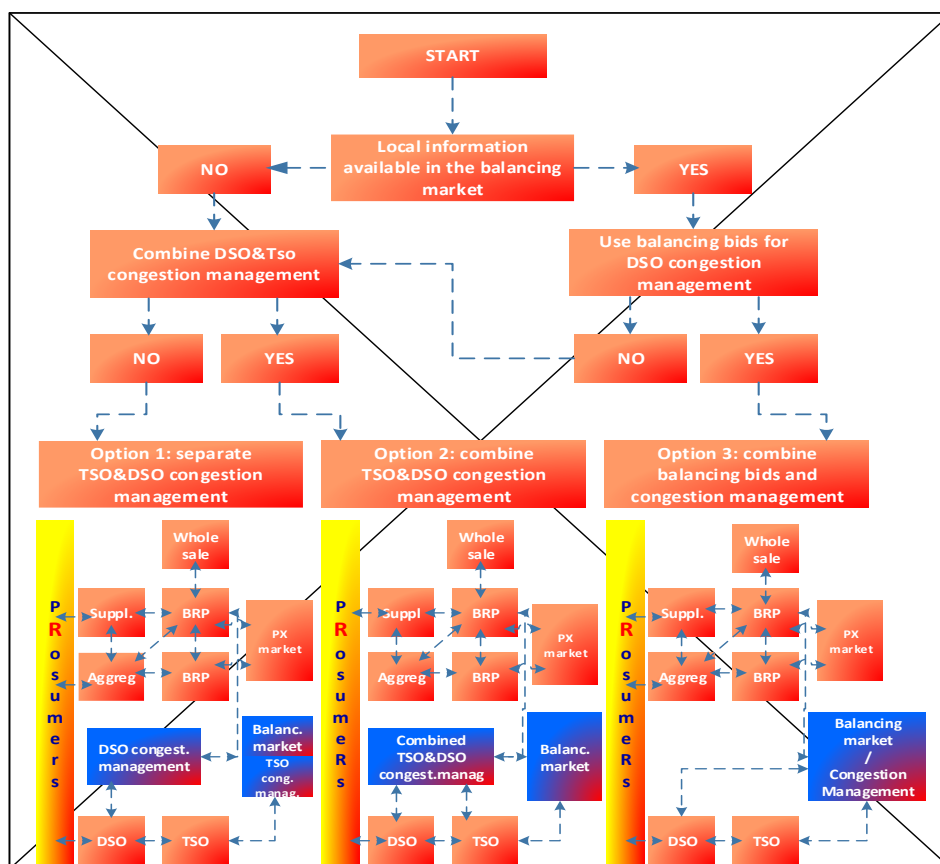 START
Local information
available in the balancing
market
NO
YES
Combine DSO&Tso
congestion management
Use balancing bids for
DSO congestion
management
NO
YES
NO
YES
Option 1: separate
TSO&DSO congestion
management
Option 2: combine
TSO&DSO congestion
management
Option 3: combine
balancing bids and
congestion management
PRosumers
Whole
sale
Suppl.
BRP
PX
market
Aggreg
BRP
DSO congest.
management
Balanc.
market
TSO
cong.
manag.
DSO
TSO
PRosumeRs
Whole
sale
Suppl
BRP
PX
market
Aggreg
BRP
Combined
TSO&DSO
congest.manag
Balanc.
market
DSO
TSO
PRosumeRs
Whole
sale
Suppl.
BRP
PX
market
Aggreg
BRP
Balancing
market
/
Congestion
Management
DSO
TSO